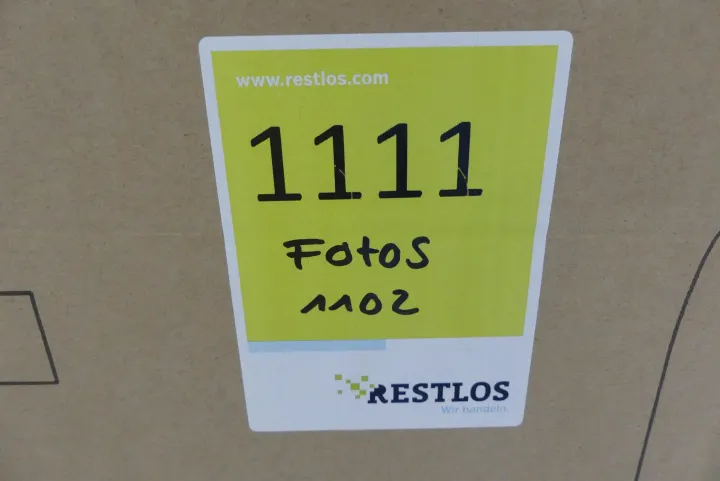 www.restlos.com
1111
Fotos
1102
RESTLOS
Wir handeln.